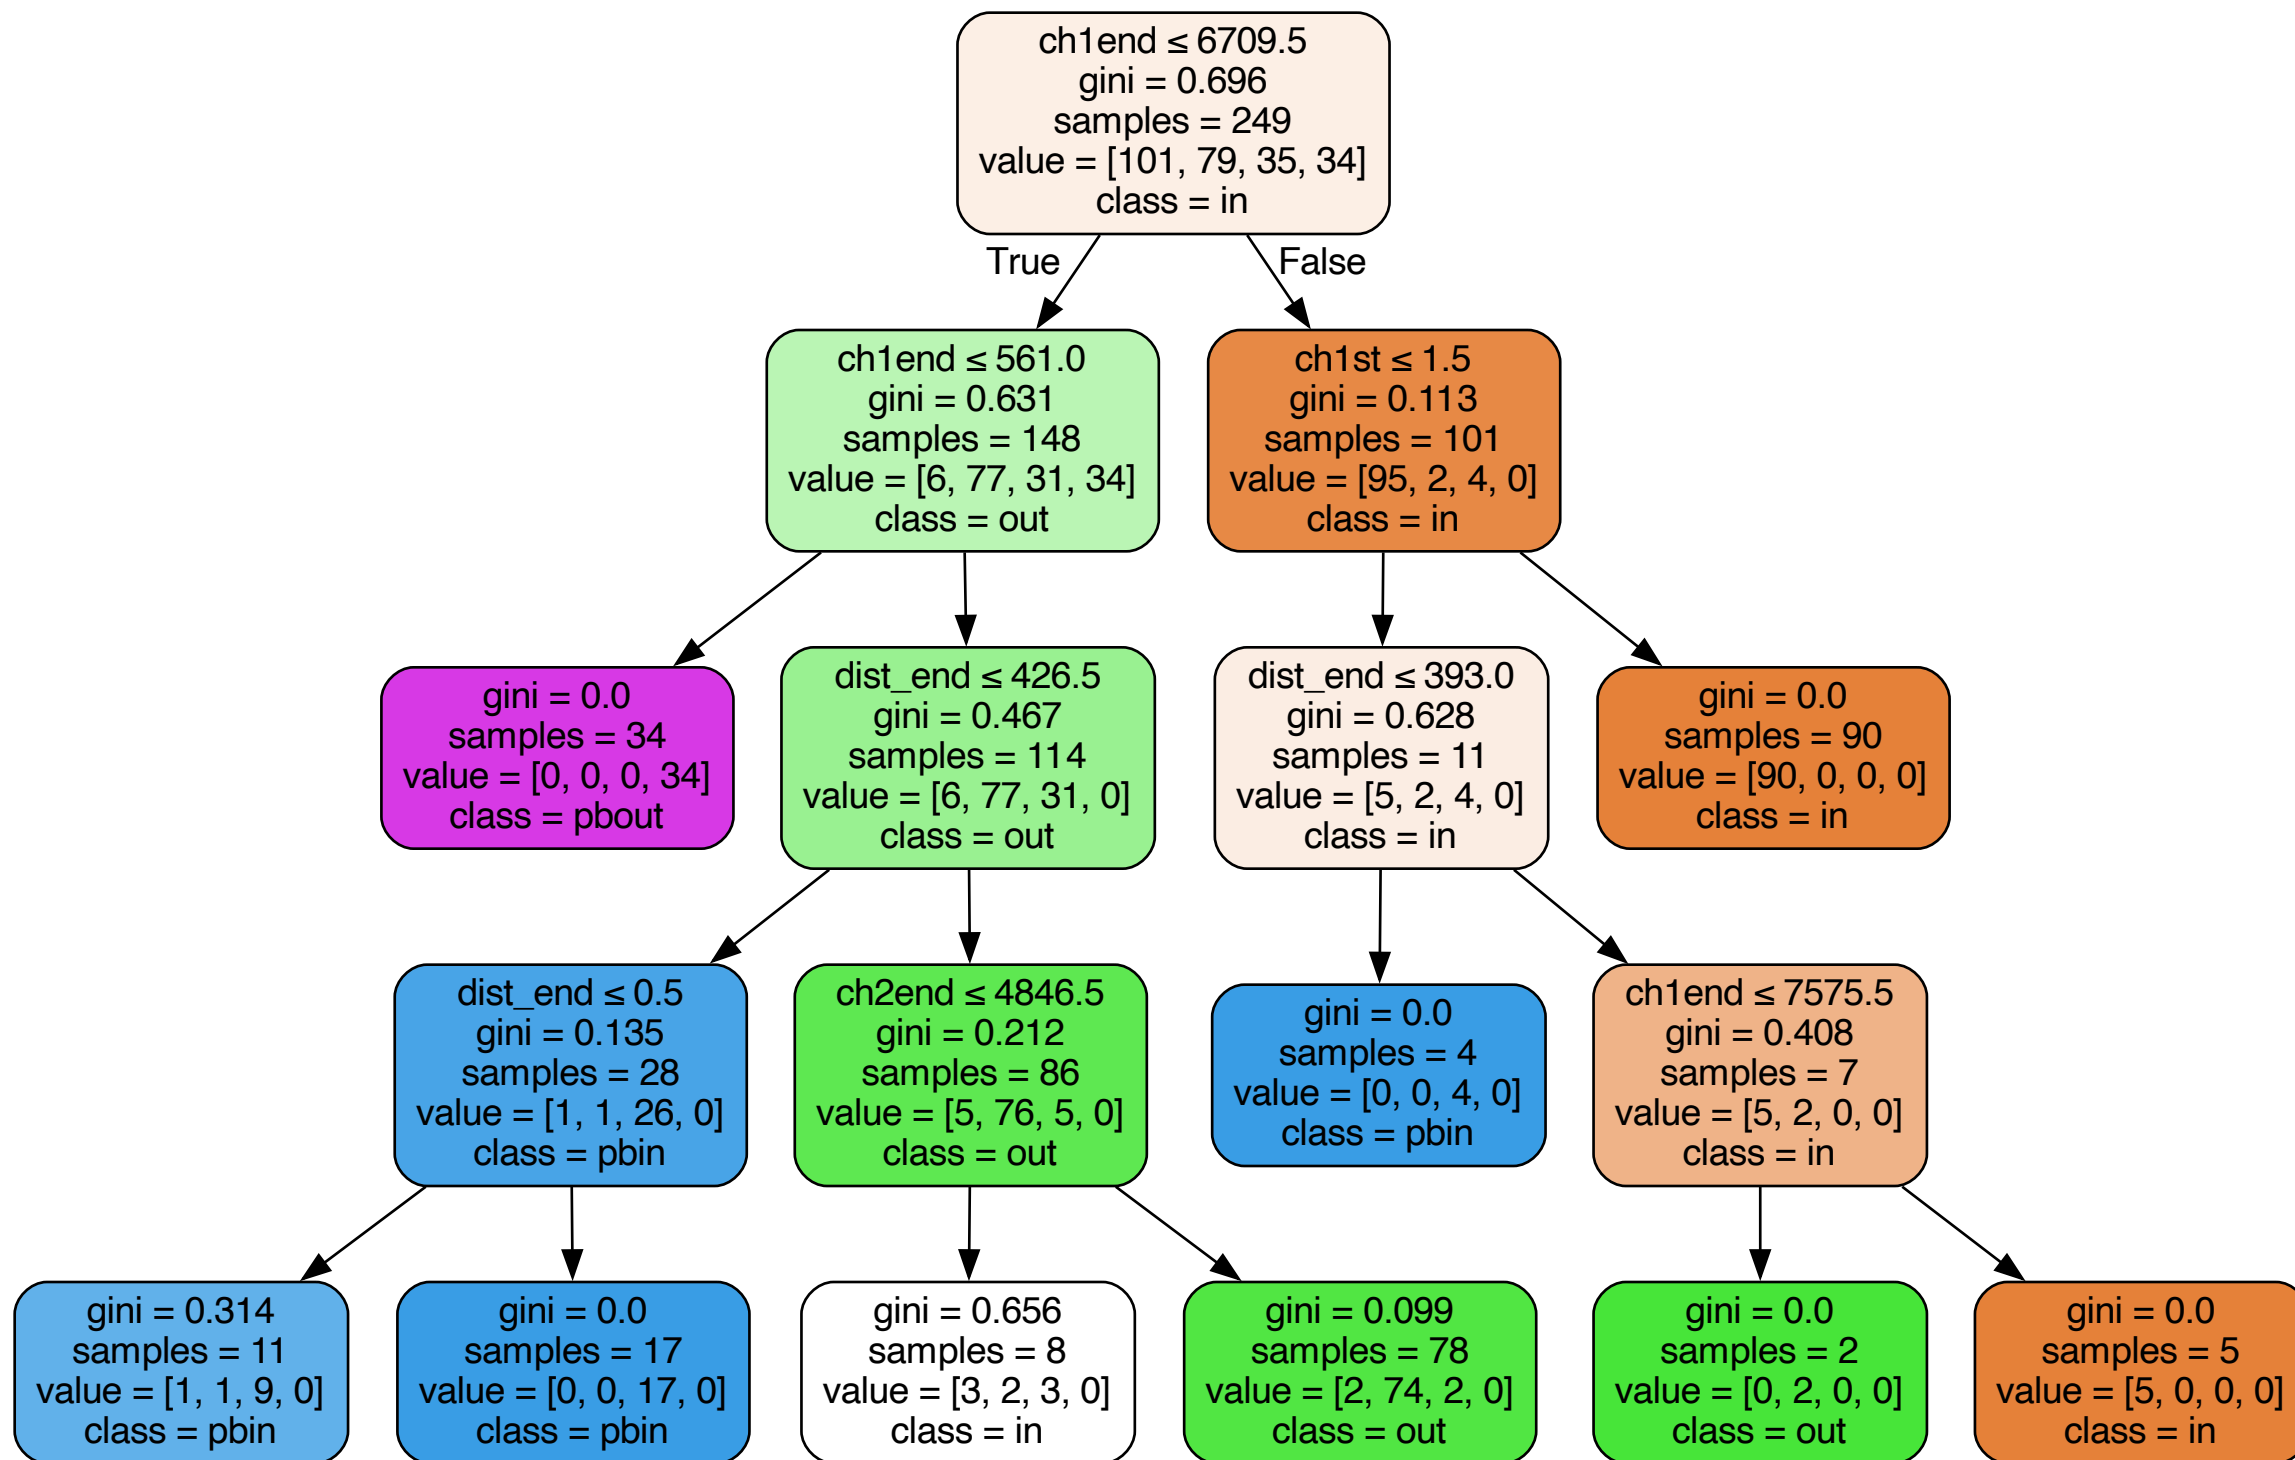 ch1end ≤ 6709.5
gini = 0.696
samples = 249
value = [101, 79, 35, 34]
class = in
True
False
ch1end ≤ 561.0
gini = 0.631
samples = 148
value = [6, 77, 31, 34]
class = out
ch1st ≤ 1.5
gini = 0.113
samples = 101
value = [95, 2, 4, 0]
class = in
gini = 0.0
samples = 34
value = [0, 0, 0, 34]
class = pbout
dist_end ≤ 426.5
gini = 0.467
samples = 114
value = [6, 77, 31, 0]
class = out
dist_end ≤ 393.0
gini = 0.628
samples = 11
value = [5, 2, 4, 0]
class = in
gini = 0.0
samples = 90
value = [90, 0, 0, 0]
class = in
dist_end ≤ 0.5
gini = 0.135
samples = 28
value = [1, 1, 26, 0]
class = pbin
ch2end ≤ 4846.5
gini = 0.212
samples = 86
value = [5, 76, 5, 0]
class = out
gini = 0.0
samples = 4
value = [0, 0, 4, 0]
class = pbin
ch1end ≤ 7575.5
gini = 0.408
samples = 7
value = [5, 2, 0, 0]
class = in
gini = 0.314
samples = 11
value = [1, 1, 9, 0]
class = pbin
gini = 0.0
samples = 17
value = [0, 0, 17, 0]
class = pbin
gini = 0.656
samples = 8
value = [3, 2, 3, 0]
class = in
gini = 0.099
samples = 78
value = [2, 74, 2, 0]
class = out
gini = 0.0
samples = 2
value = [0, 2, 0, 0]
class = out
gini = 0.0
samples = 5
value = [5, 0, 0, 0]
class = in